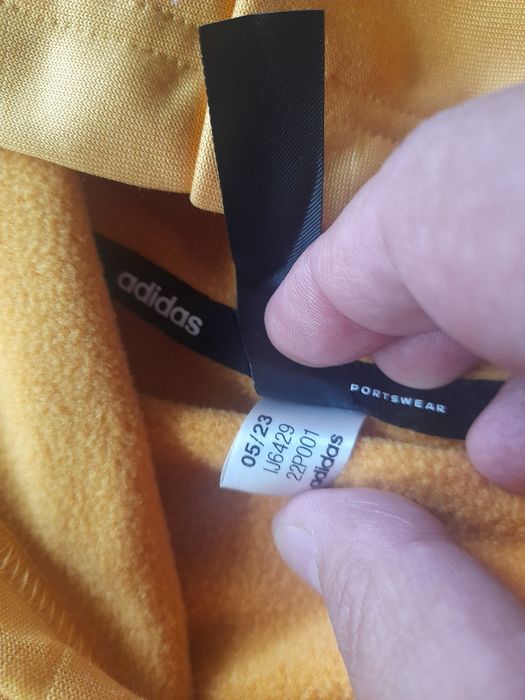 adidas
PORTSWEAR
05/23
IJ6429
22P001
adidas